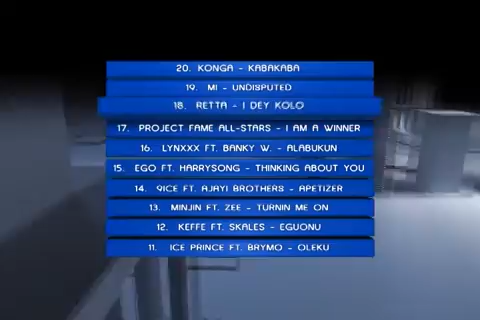 20. KONGA - KABAKABA
19. MI - UNDISPUTED
18. RETTA - I DEY KOLO
17. PROJECT FAME ALL-STARS - I AM A WINNER
16. LYNXXX FT. BANKY W. - ALABUKUN
15. EGO FT. HARRYSONG - THINKING ABOUT YOU
14. 9ICE FT. AJAYI BROTHERS - APETIZER
13. MINJIN FT. ZEE - TURNIN ME ON
12. KEFFE FT. SKALES - EGUONU
11. ICE PRINCE FT. BRYMO - OLEKU